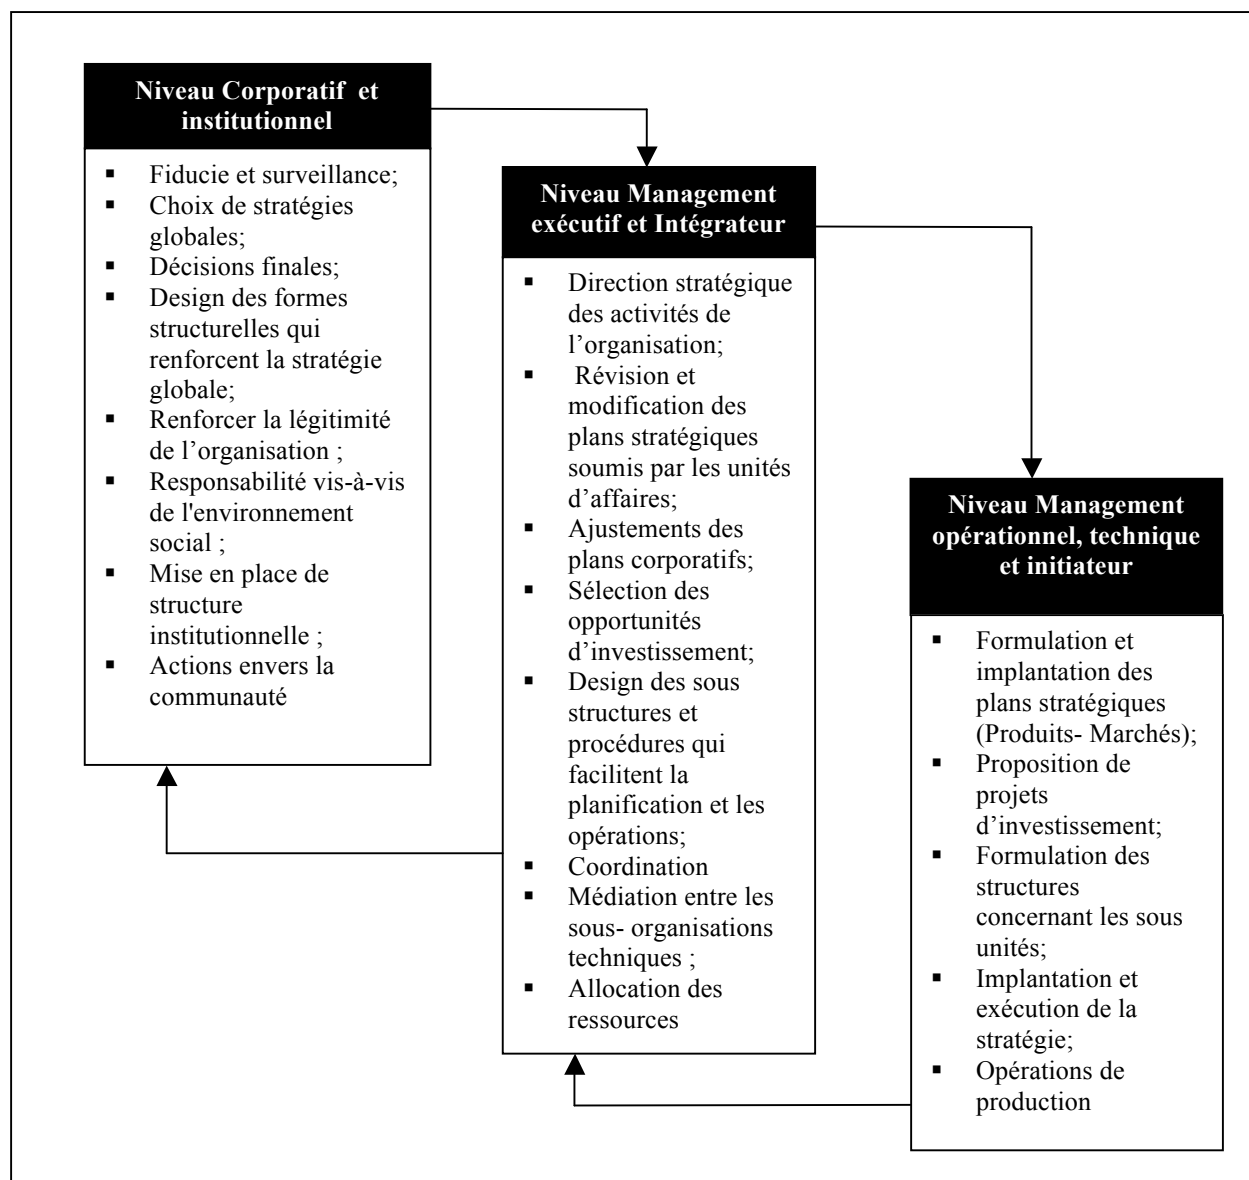 Niveau Corporatif et
institutionnel
▪ Fiducie et surveillance;
▪ Choix de stratégies
globales;
▪ Décisions finales;
▪ Design des formes
structurelles qui
renforcent la stratégie
globale;
▪ Renforcer la légitimité
de l’organisation ;
▪ Responsabilité vis-à-vis
de l'environnement
social ;
▪ Mise en place de
structure
institutionnelle ;
▪ Actions envers la
communauté
Niveau Management
exécutif et Intégrateur
▪ Direction stratégique
des activités de
l’organisation;
▪ Révision et
modification des
plans stratégiques
soumis par les unités
d’affaires;
▪ Ajustements des
plans corporatifs;
▪ Sélection des
opportunités
d’investissement;
▪ Design des sous
structures et
procédures qui
facilitent la
planification et les
opérations;
▪ Coordination
▪ Médiation entre les
sous- organisations
techniques ;
▪ Allocation des
ressources
Niveau Management
opérationnel, technique
et initiateur
▪ Formulation et
implantation des
plans stratégiques
(Produits- Marchés);
▪ Proposition de
projets
d’investissement;
▪ Formulation des
structures
concernant les sous
unités;
▪ Implantation et
exécution de la
stratégie;
▪ Opérations de
production